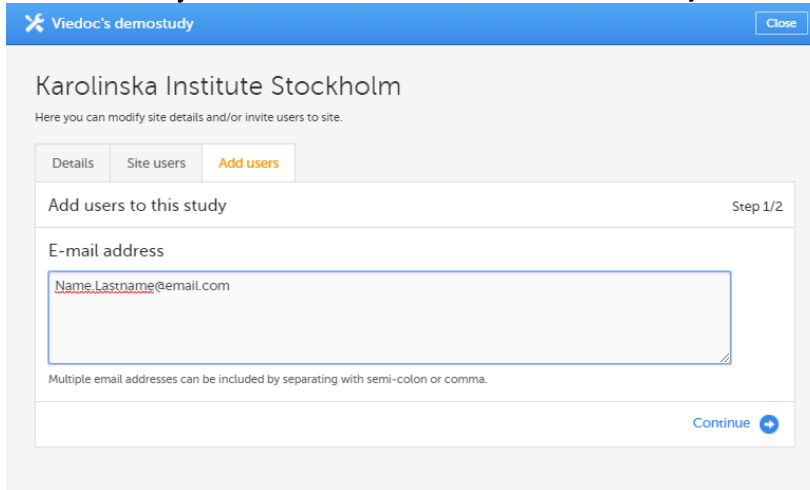 Viedoc's demostudy
Close
Karolinska Institute Stockholm
Here you can modify site details and/or invite users to site.
Details
Site users
Add users
Add users to this study
Step 1/2
E-mail address
Name.Lastname@email.com
Multiple email addresses can be included by separating with semi-colon or comma.
Continue